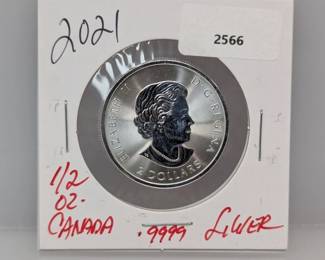 2021
2566
ELIZABETH II D.G. REGINA
2 DOLLARS
1/2
OZ.
CANADA .9999 SILVER